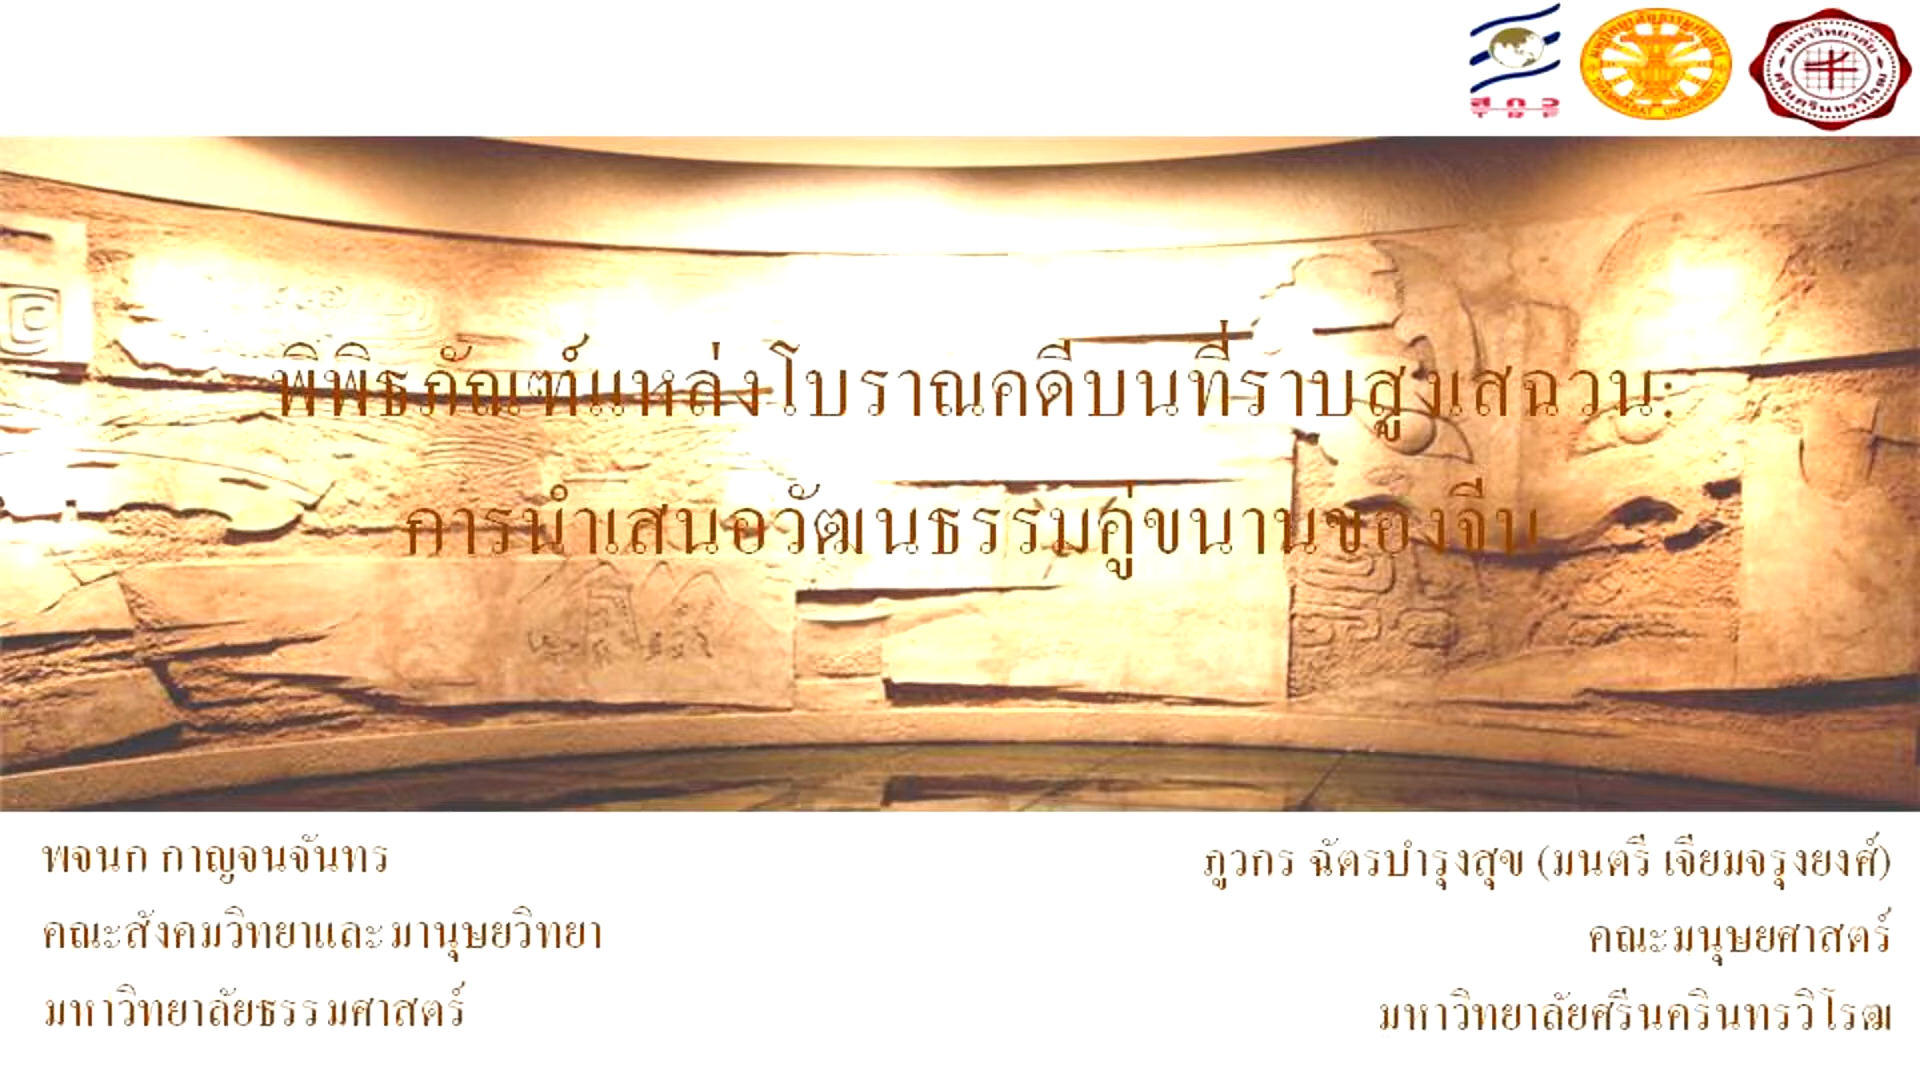 สกว
พิพิธภัณฑ์แหล่งโบราณคดีบนที่ราบสูงเสฉวน:
การนำเสนอวัฒนธรรมคู่ขนานของจีน
พจนก กาญจนจันทร
คณะสังคมวิทยาและมานุษยวิทยา
มหาวิทยาลัยธรรมศาสตร์
ภูวกร ฉัตรบำรุงสุข (มนตรี เจียมจรุงยงศ์)
คณะมนุษยศาสตร์
มหาวิทยาลัยศรีนครินทรวิโรฒ